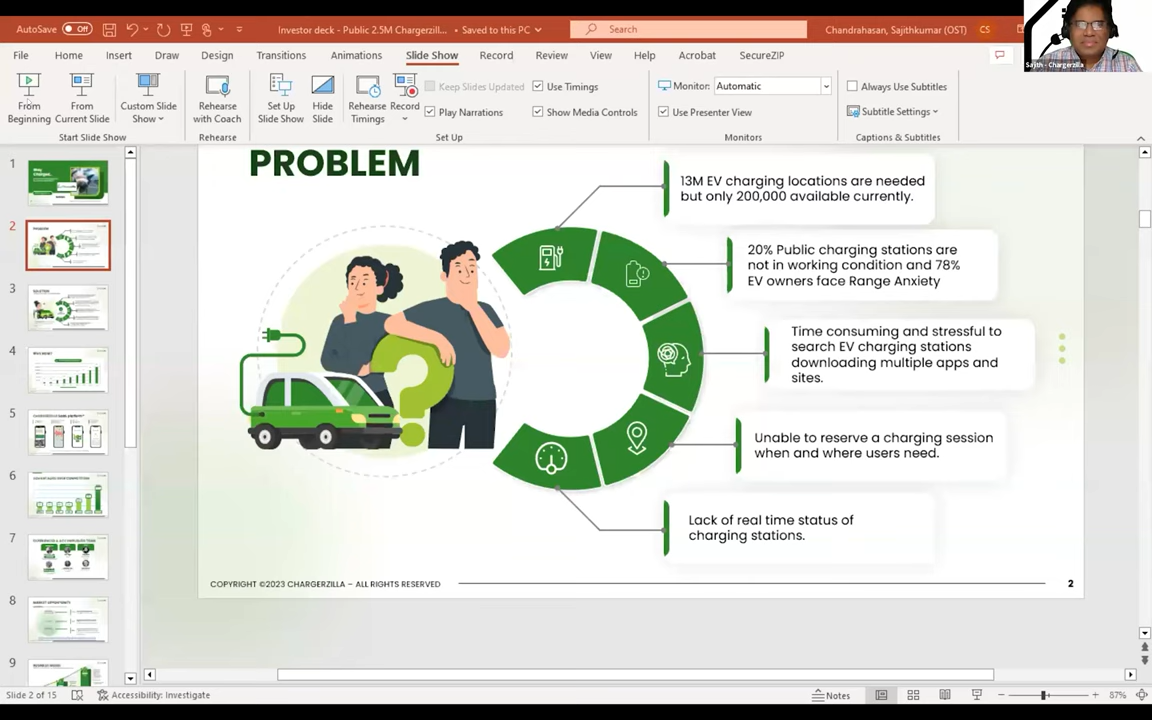 AutoSave Off
Investor deck - Public 2.5M Chargerzill... • Saved to this PC
Search
Chandrahasan, Sajithkumar (OST) CS
Sajith - Chargerzilla
File Home Insert Draw Design Transitions Animations Slide Show Record Review View Help Acrobat SecureZIP
From Beginning
From Current Slide
Custom Slide Show
Start Slide Show
Rehearse with Coach
Rehearse
Set Up Slide Show
Hide Slide
Rehearse Timings
Record
Keep Slides Updated
Play Narrations
Use Timings
Show Media Controls
Set Up
Monitor: Automatic
Use Presenter View
Monitors
Always Use Subtitles
Subtitle Settings
Captions & Subtitles
1
2
3
4
5
6
7
8
9
PROBLEM
13M EV charging locations are needed
but only 200,000 available currently.
20% Public charging stations are
not in working condition and 78%
EV owners face Range Anxiety
Time consuming and stressful to
search EV charging stations
downloading multiple apps and
sites.
Unable to reserve a charging session
when and where users need.
Lack of real time status of
charging stations.
COPYRIGHT ©2023 CHARGERZILLA – ALL RIGHTS RESERVED
2
Slide 2 of 15
Accessibility: Investigate
Notes
87%